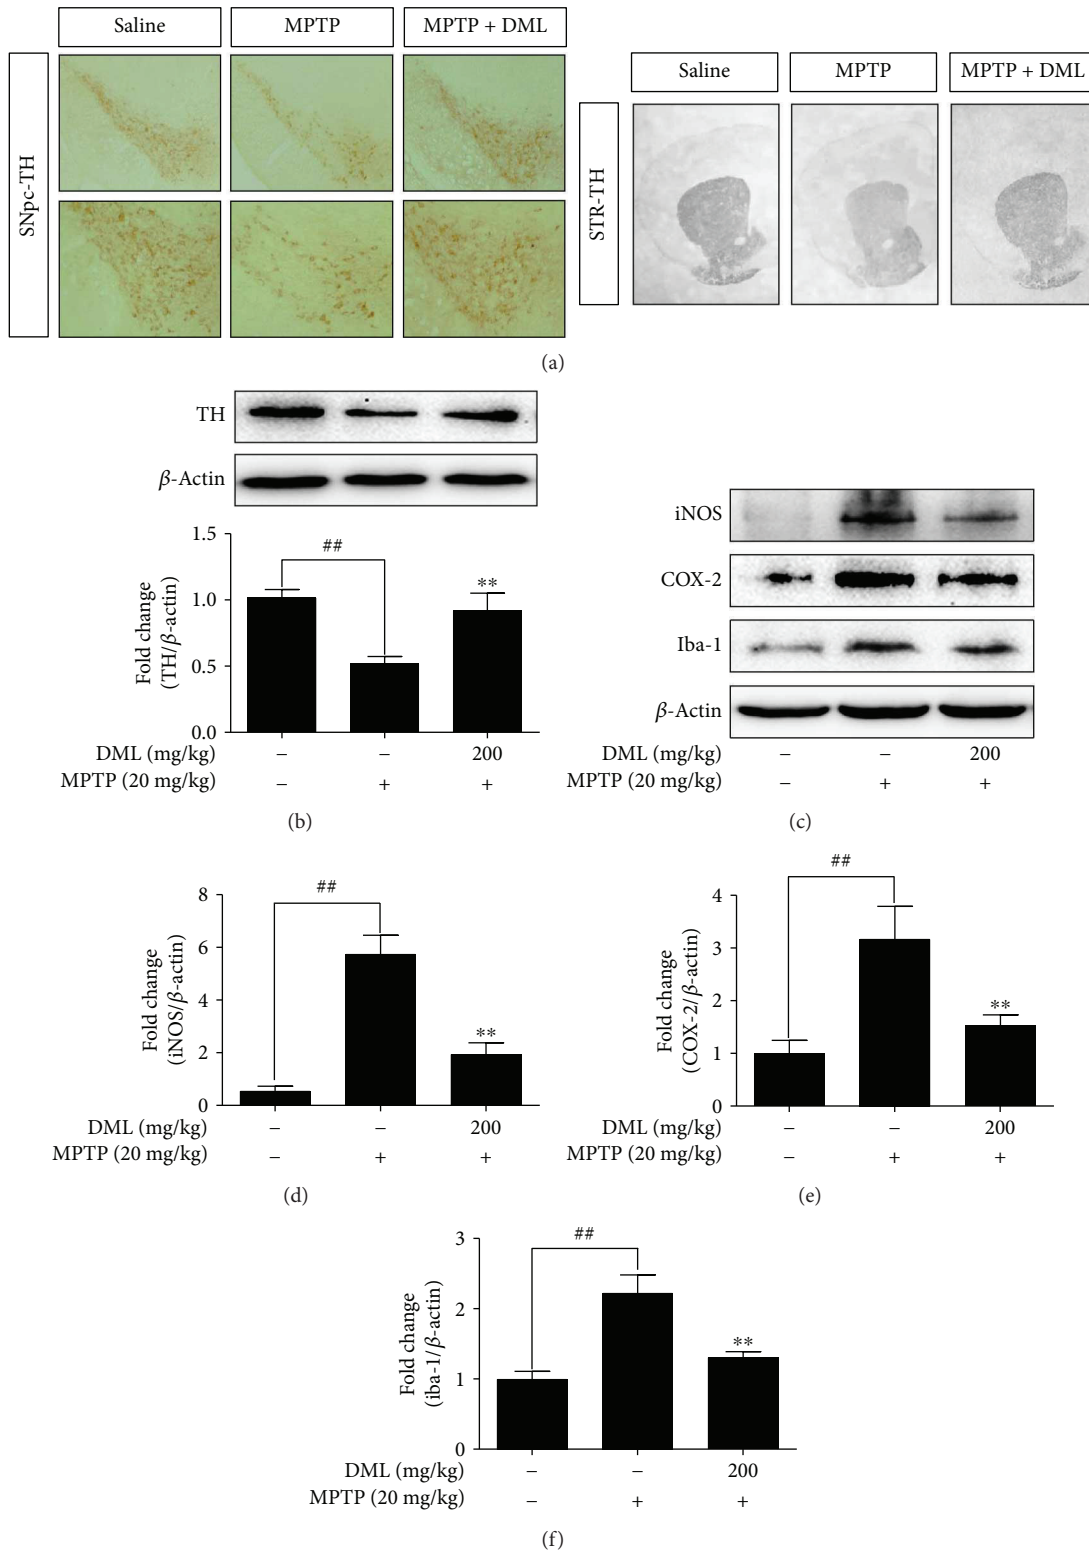 Saline
MPTP
MPTP + DML
SNpc-TH
Saline
MPTP
MPTP + DML
STR-TH
(a)
TH
β-Actin
1.5
1.0
0.5
0.0
Fold change
(TH/β-actin)
##
**
DML (mg/kg) – – 200
MPTP (20 mg/kg) – + +
(b)
iNOS
COX-2
Iba-1
β-Actin
DML (mg/kg) – – 200
MPTP (20 mg/kg) – + +
(c)
8
6
4
2
0
Fold change
(iNOS/β-actin)
##
**
DML (mg/kg) – – 200
MPTP (20 mg/kg) – + +
(d)
4
3
2
1
0
Fold change
(COX-2/β-actin)
##
**
DML (mg/kg) – – 200
MPTP (20 mg/kg) – + +
(e)
3
2
1
0
Fold change
(iba-1/β-actin)
##
**
DML (mg/kg) – – 200
MPTP (20 mg/kg) – + +
(f)